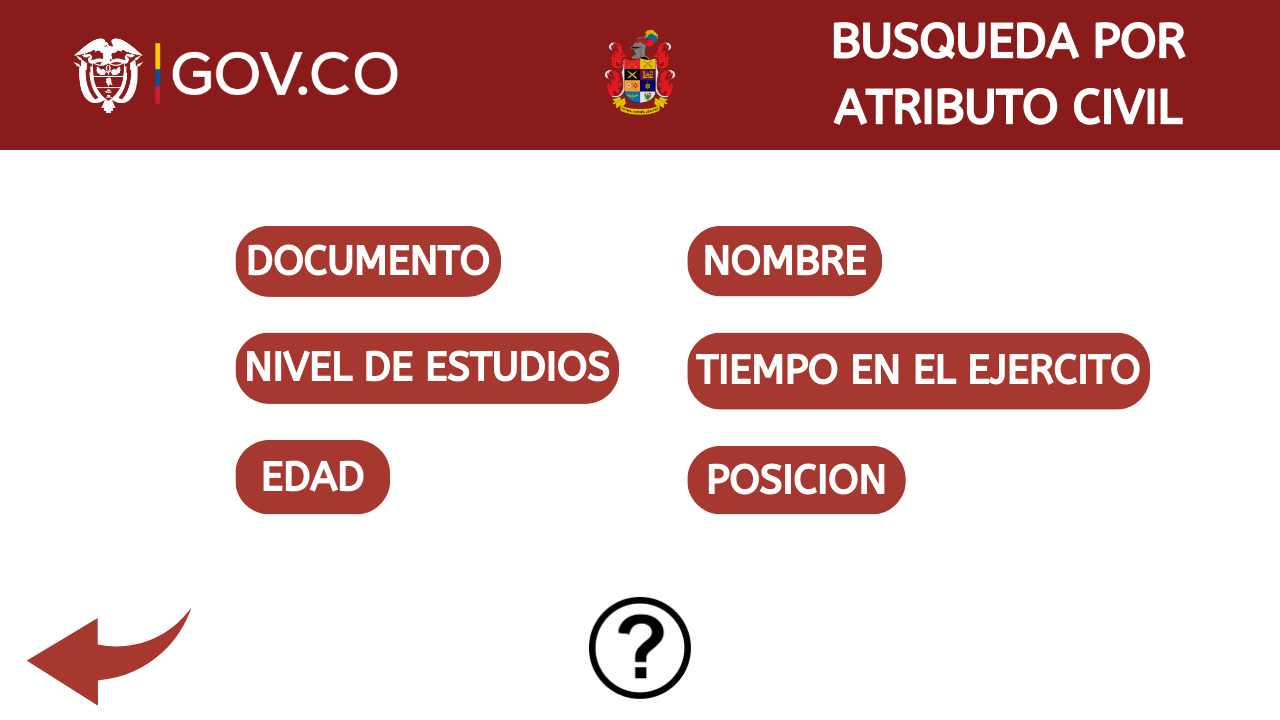 GOV.CO
BUSQUEDA POR
ATRIBUTO CIVIL
DOCUMENTO
NOMBRE
NIVEL DE ESTUDIOS
TIEMPO EN EL EJERCITO
EDAD
POSICION
?